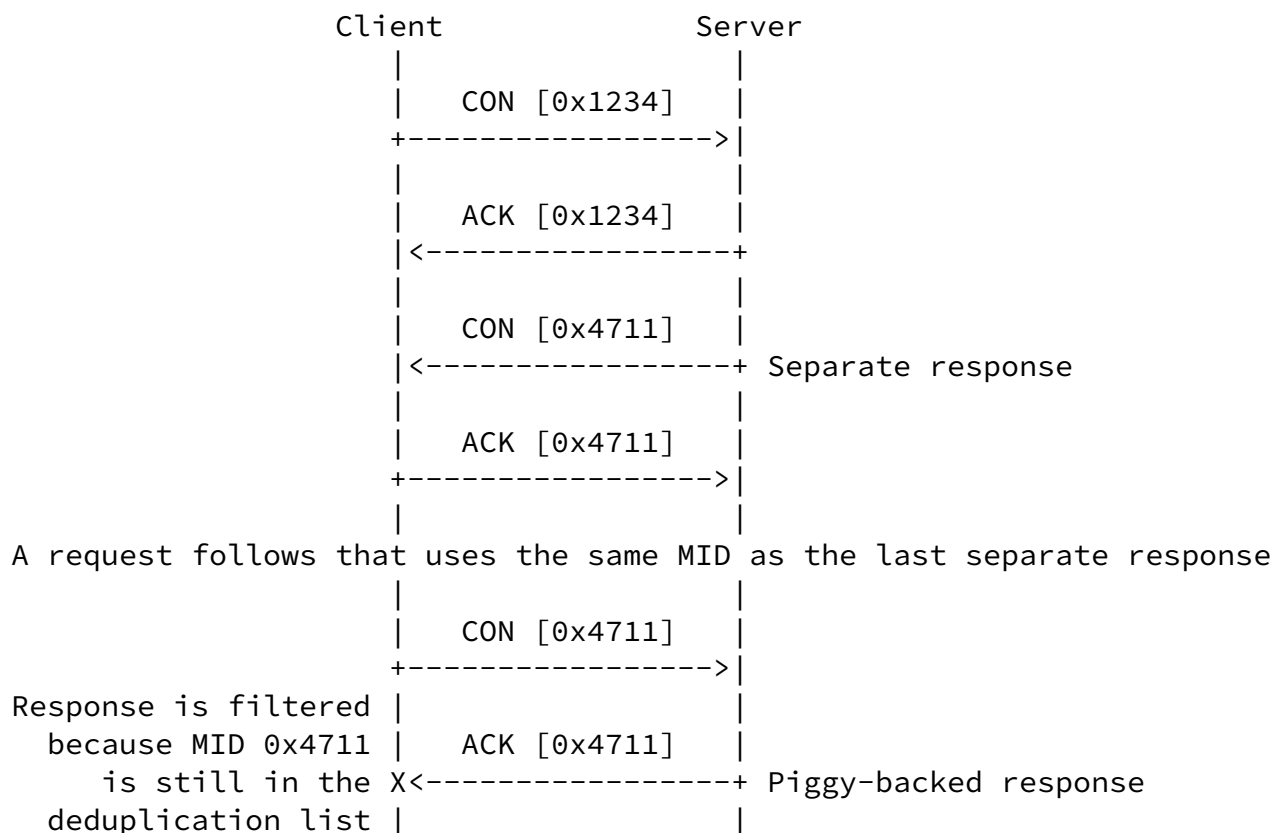 Client Server
CON [0x1234]
ACK [0x1234]
CON [0x4711]
Separate response
ACK [0x4711]
A request follows that uses the same MID as the last separate response
CON [0x4711]
Response is filtered
because MID 0x4711 ACK [0x4711]
is still in the X Piggy-backed response
deduplication list